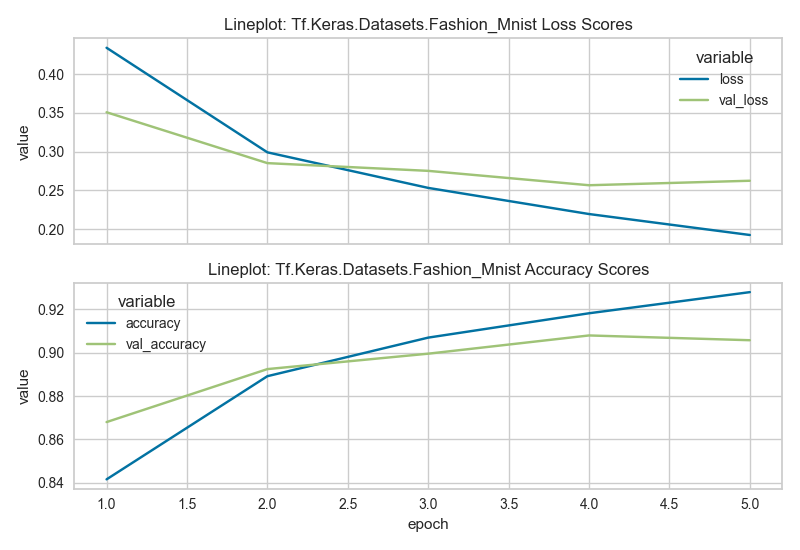 Lineplot: Tf.Keras.Datasets.Fashion_Mnist Loss Scores
variable
loss
val_loss
value
0.40
0.35
0.30
0.25
0.20
Lineplot: Tf.Keras.Datasets.Fashion_Mnist Accuracy Scores
variable
accuracy
val_accuracy
value
0.92
0.90
0.88
0.86
0.84
1.0 1.5 2.0 2.5 3.0 3.5 4.0 4.5 5.0
epoch